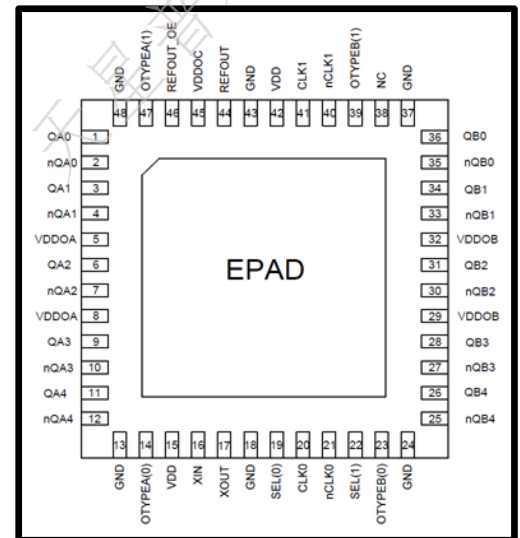 GND OTYPEA(1) REFOUT_OE VDDOC REFOUT GND VDD CLK1 nCLK1 OTYPEB(1) NC GND
48 47 46 45 44 43 42 41 40 39 38 37
QA0 1 36 QB0
nQA0 2 35 nQB0
QA1 3 34 QB1
nQA1 4 33 nQB1
VDDOA 5 32 VDDOB
QA2 6 31 QB2
EPAD
nQA2 7 30 nQB2
VDDOA 8 29 VDDOB
QA3 9 28 QB3
nQA3 10 27 nQB3
QA4 11 26 QB4
nQA4 12 25 nQB4
13 14 15 16 17 18 19 20 21 22 23 24
GND OTYPEA(0) VDD XIN XOUT GND SEL(0) CLK0 nCLK0 SEL(1) OTYPEB(0) GND